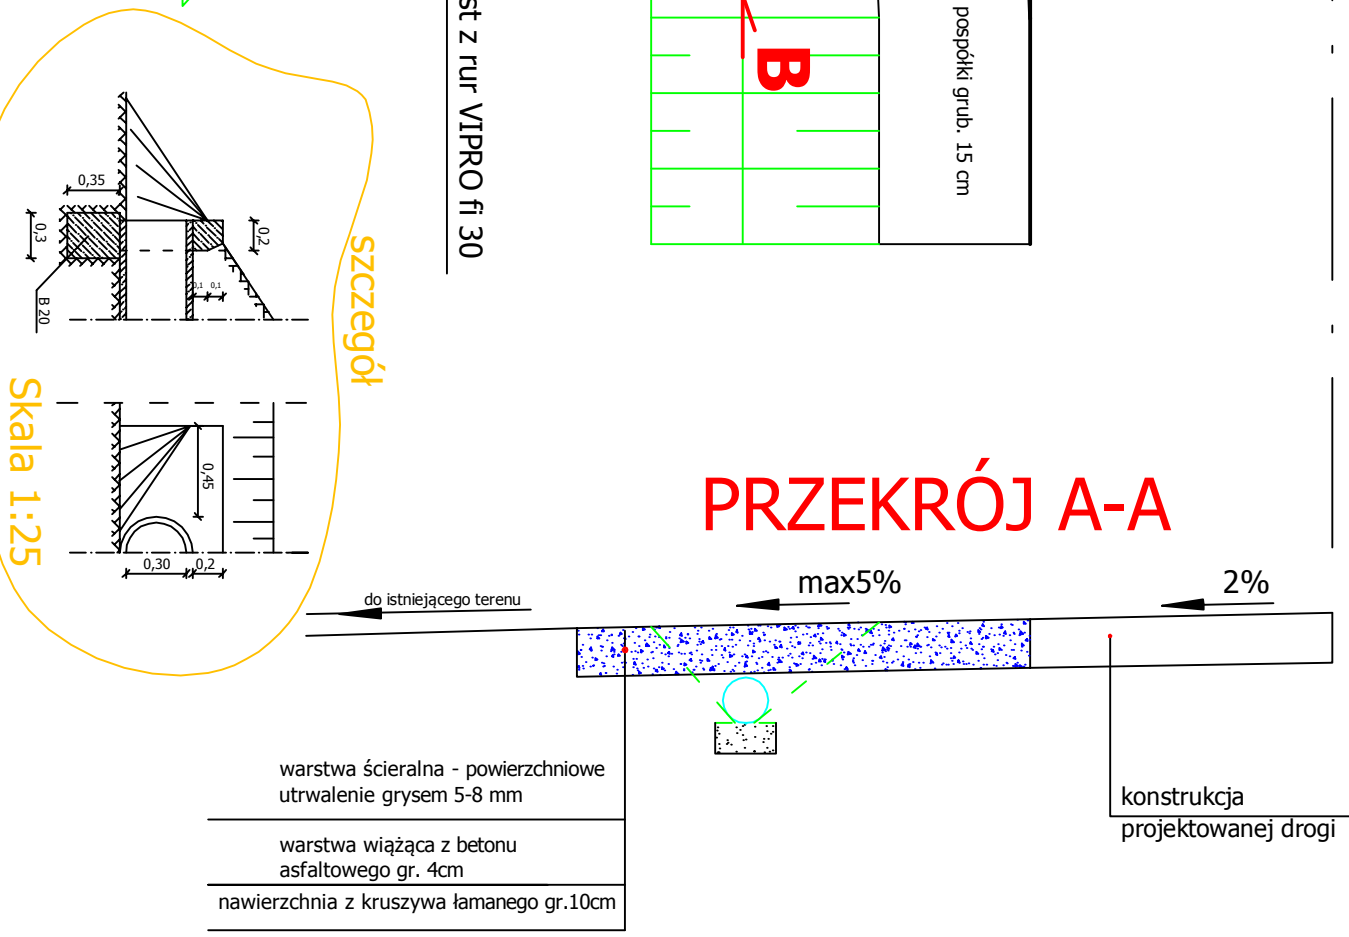 st z rur VIPRO fi 30
B
pospółki grub. 15 cm
szczegół
0,35
0,3
0,2
0,1
0,1
B 20
0,45
0,30
0,2
Skala 1:25
PRZEKRÓJ A-A
do istniejącego terenu
max5%
2%
warstwa ścieralna - powierzchniowe
utrwalenie grysem 5-8 mm
warstwa wiążąca z betonu
asfaltowego gr. 4cm
nawierzchnia z kruszywa łamanego gr.10cm
konstrukcja
projektowanej drogi